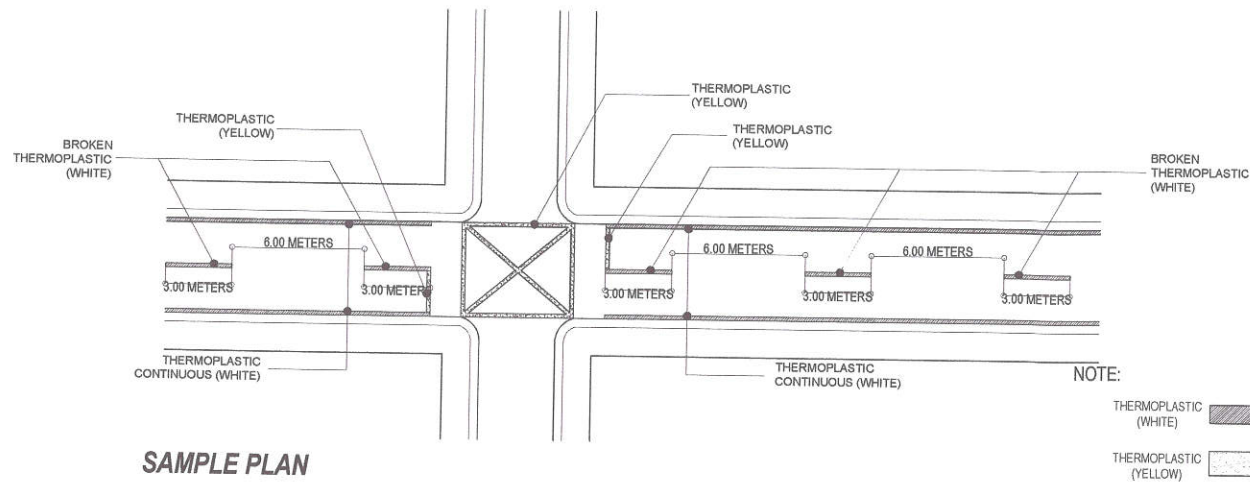 THERMOPLASTIC
(YELLOW)
THERMOPLASTIC
(YELLOW)
THERMOPLASTIC
(YELLOW)
BROKEN
THERMOPLASTIC
(WHITE)
BROKEN
THERMOPLASTIC
(WHITE)
6.00 METERS
6.00 METERS
6.00 METERS
3.00 METERS
3.00 METERS
3.00 METERS
3.00 METERS
3.00 METERS
THERMOPLASTIC
CONTINUOUS (WHITE)
THERMOPLASTIC
CONTINUOUS (WHITE)
NOTE:
THERMOPLASTIC
(WHITE)
THERMOPLASTIC
(YELLOW)
SAMPLE PLAN